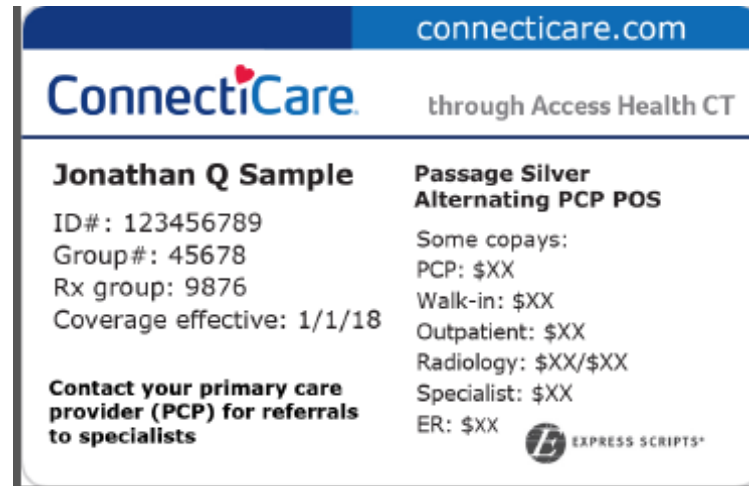 connecticare.com
ConnectiCare
through Access Health CT
Jonathan Q Sample
ID#: 123456789
Group#: 45678
Rx group: 9876
Coverage effective: 1/1/18
Contact your primary care
provider (PCP) for referrals
to specialists
Passage Silver
Alternating PCP POS
Some copays:
PCP: $XX
Walk-in: $XX
Outpatient: $XX
Radiology: $XX/$XX
Specialist: $XX
ER: $XX
EXPRESS SCRIPTS®